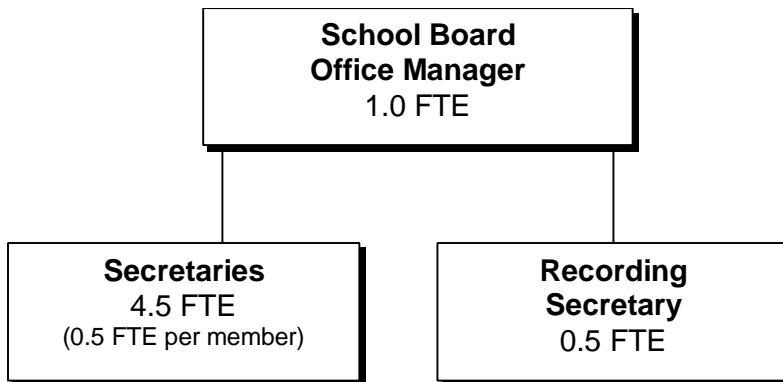 School Board
Office Manager
1.0 FTE
Secretaries
4.5 FTE
(0.5 FTE per member)
Recording
Secretary
0.5 FTE